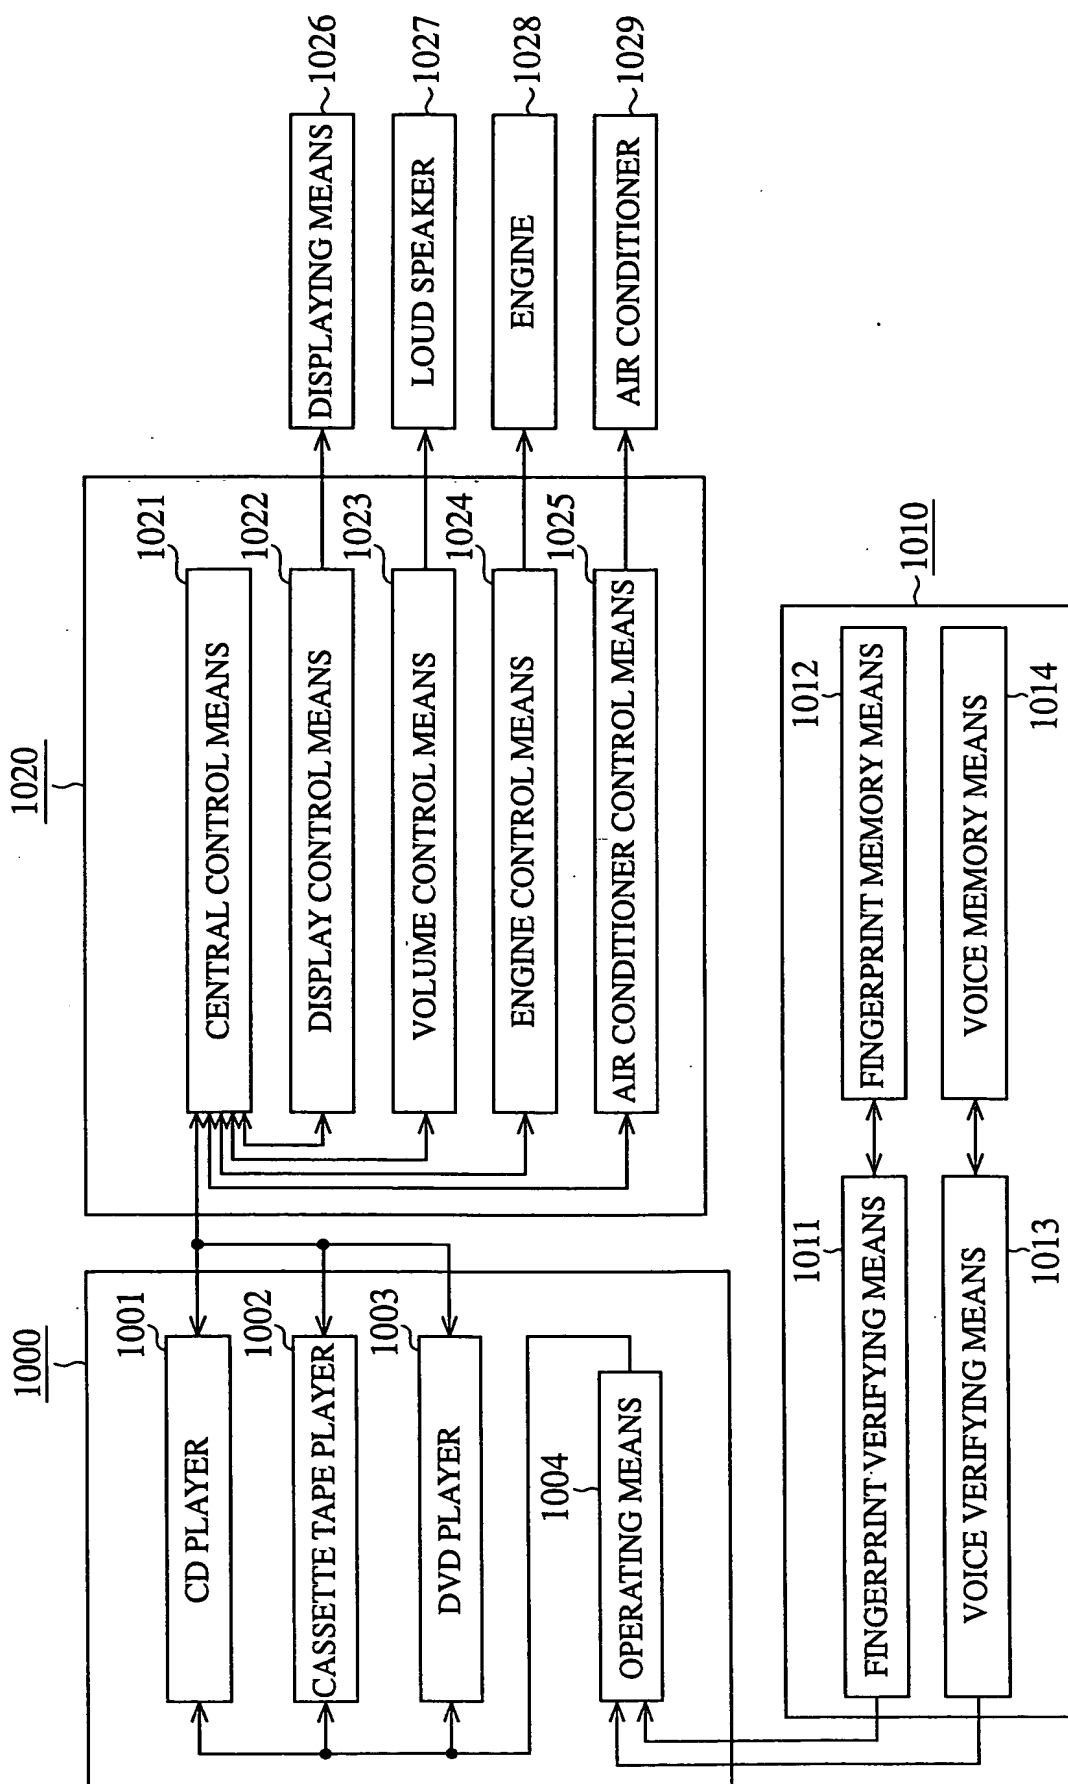 1000
1001
CD PLAYER
1002
CASSETTE TAPE PLAYER
1003
DVD PLAYER
1004
OPERATING MEANS
1020
1021
CENTRAL CONTROL MEANS
1022
DISPLAY CONTROL MEANS
1023
VOLUME CONTROL MEANS
1024
ENGINE CONTROL MEANS
1025
AIR CONDITIONER CONTROL MEANS
1026
DISPLAYING MEANS
1027
LOUD SPEAKER
1028
ENGINE
1029
AIR CONDITIONER
1010
1011
FINGERPRINT VERIFYING MEANS
1012
FINGERPRINT MEMORY MEANS
1013
VOICE VERIFYING MEANS
1014
VOICE MEMORY MEANS